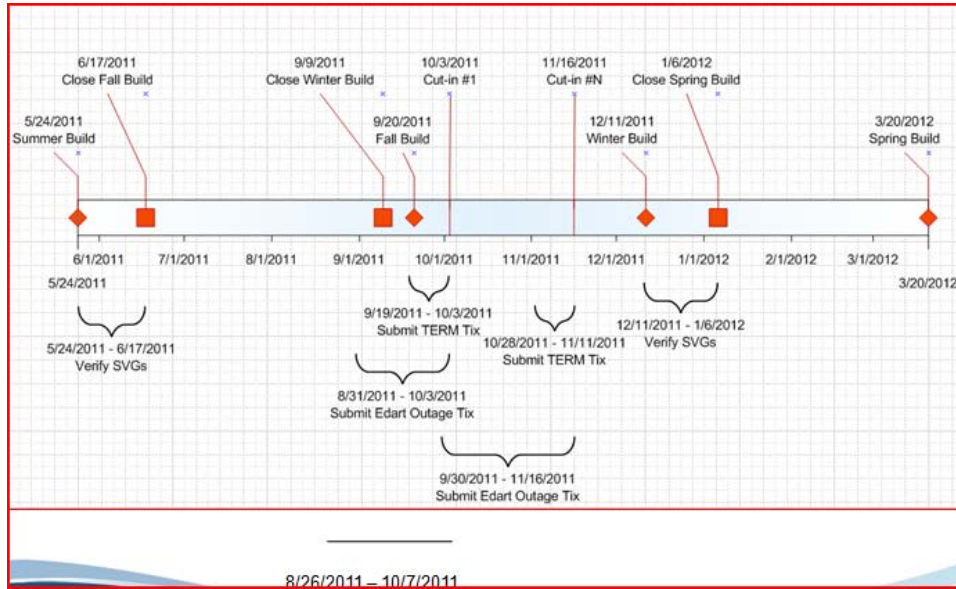 6/17/2011
Close Fall Build
9/9/2011
Close Winter Build
10/3/2011
Cut-in #1
11/16/2011
Cut-in #N
1/6/2012
Close Spring Build
5/24/2011
Summer Build
9/20/2011
Fall Build
12/11/2011
Winter Build
3/20/2012
Spring Build
6/1/2011 7/1/2011 8/1/2011 9/1/2011 10/1/2011 11/1/2011 12/1/2011 1/1/2012 2/1/2012 3/1/2012
5/24/2011 3/20/2012
9/19/2011 - 10/3/2011
Submit TERM Tix
10/28/2011 - 11/11/2011
Submit TERM Tix
12/11/2011 - 1/6/2012
Verify SVGs
5/24/2011 - 6/17/2011
Verify SVGs
8/31/2011 - 10/3/2011
Submit Edart Outage Tix
9/30/2011 - 11/16/2011
Submit Edart Outage Tix
8/26/2011 – 10/7/2011